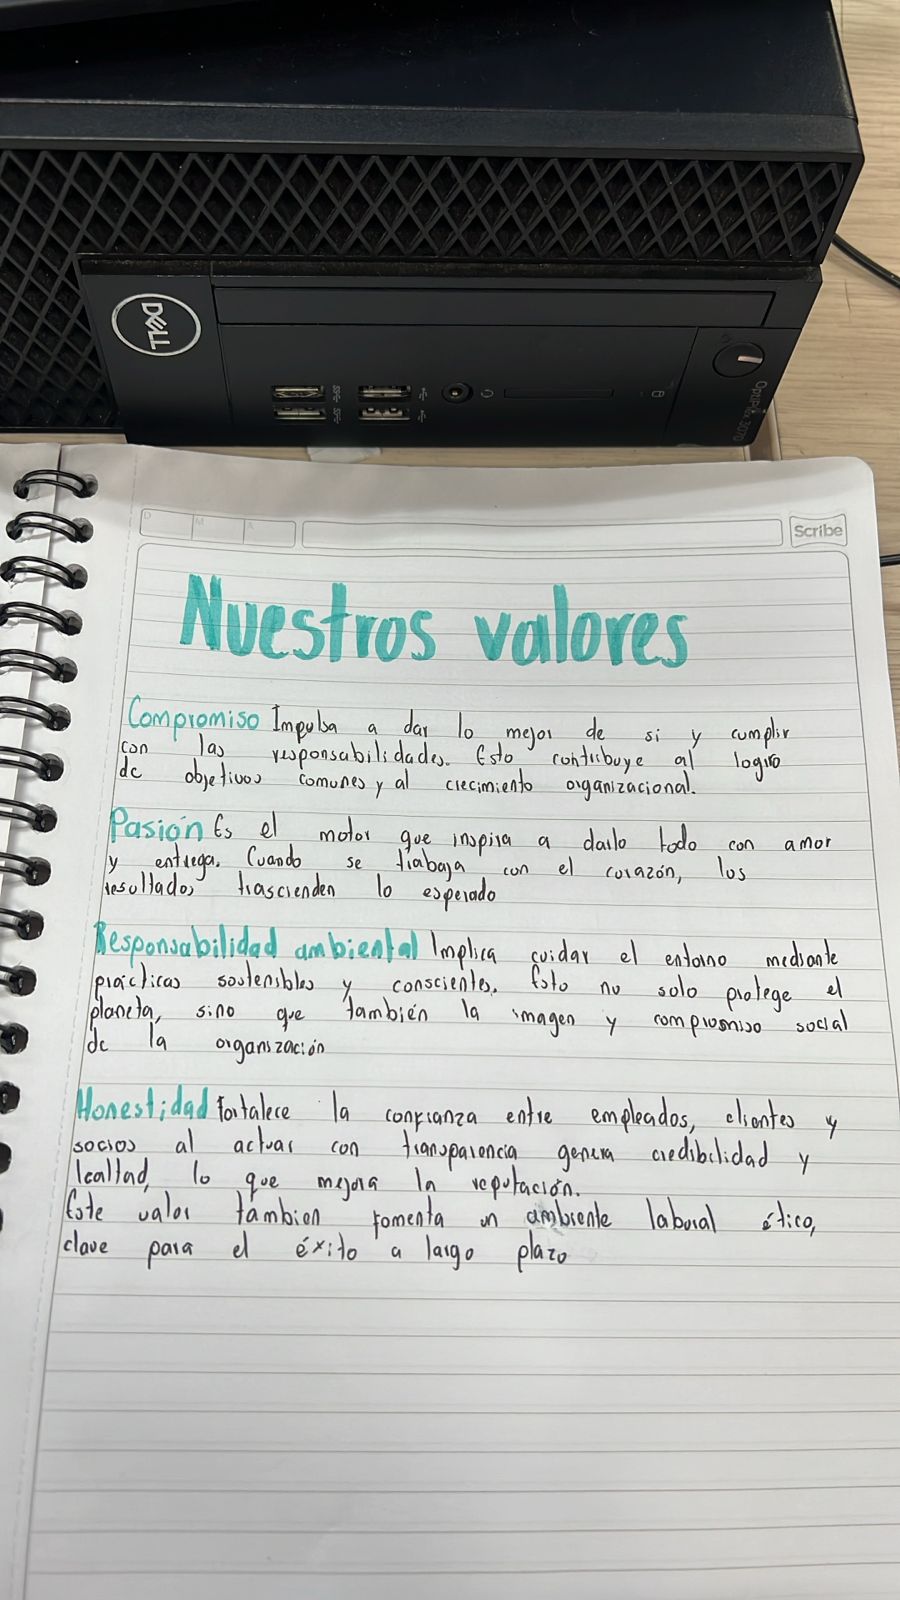 DELL
OptiPlex 3070
D M A
Scribe
Nuestros valores
Compromiso Impulsa a dar lo mejor de si y cumplir
con las responsabilidades. Esto contribuye al logro
de objetivos comunes y al crecimiento organizacional.
Pasión Es el motor que inspira a darlo todo con amor
y entrega. Cuando se trabaja con el corazón, los
resultados trascienden lo esperado
Responsabilidad ambiental Implica cuidar el entorno mediante
prácticas sostenibles y conscientes. Esto no solo protege el
planeta, sino que también la imagen y compromiso social
de la organización
Honestidad Fortalece la confianza entre empleados, clientes y
socios al actuar con transparencia genera credibilidad y
lealtad, lo que mejora la reputación.
Este valor tambien fomenta un ambiente laboral ético,
clave para el éxito a largo plazo